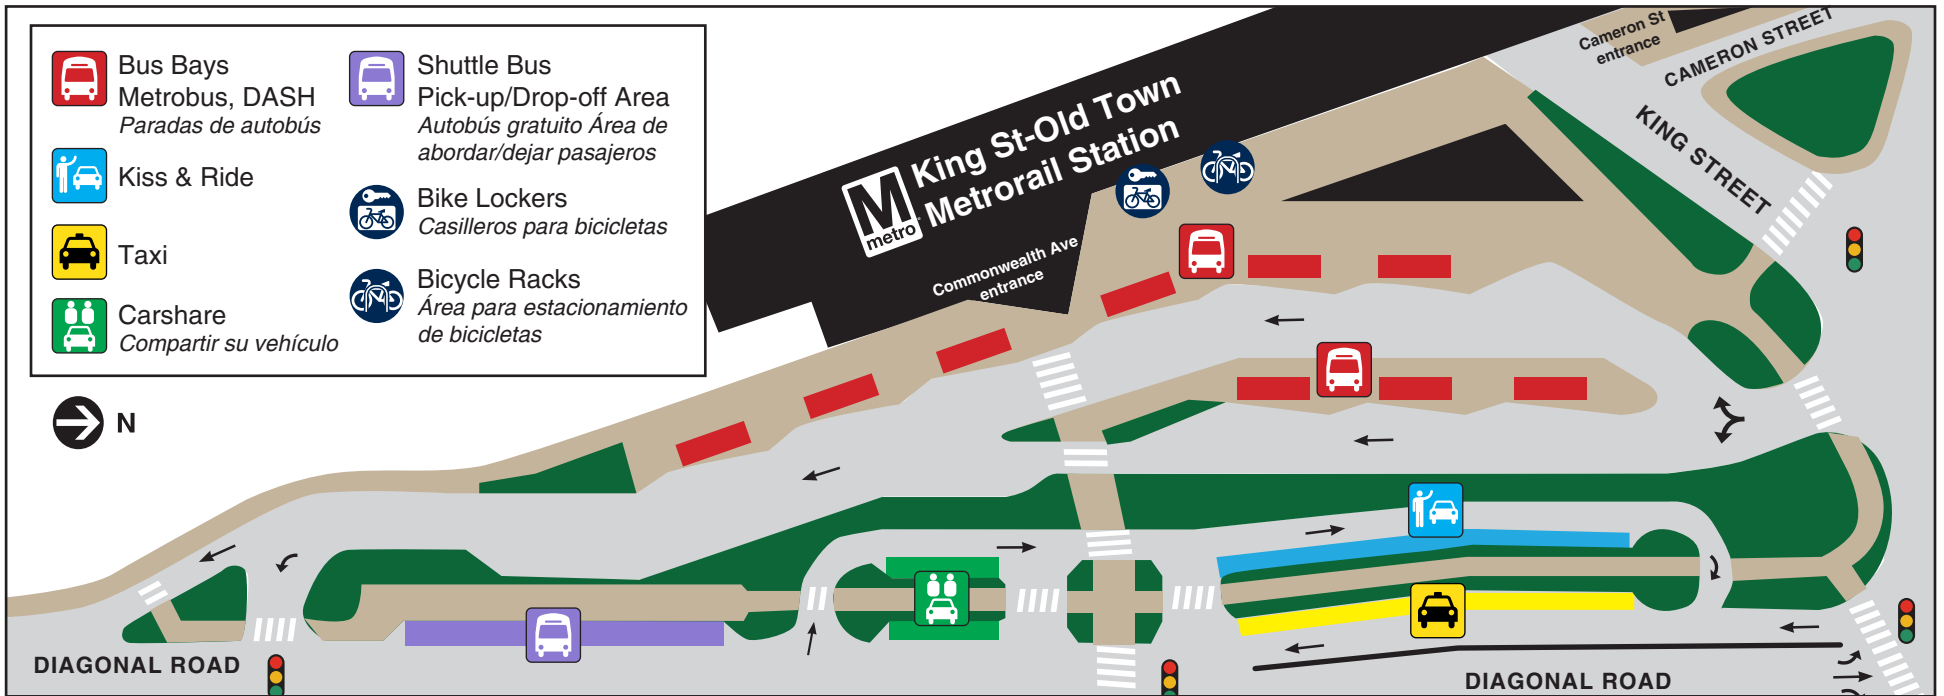 Bus Bays
Metrobus, DASH
Paradas de autobús
Kiss & Ride
Taxi
Carshare
Compartir su vehículo
Shuttle Bus
Pick-up/Drop-off Area
Autobús gratuito Área de
abordar/dejar pasajeros
Bike Lockers
Casilleros para bicicletas
Bicycle Racks
Área para estacionamiento
de bicicletas
N
M
metro
King St-Old Town
Metrorail Station
Commonwealth Ave
entrance
Cameron St
entrance
CAMERON STREET
KING STREET
DIAGONAL ROAD
DIAGONAL ROAD